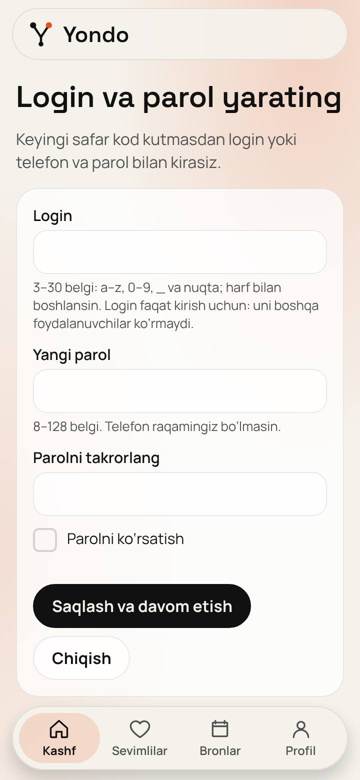 Yondo
Login va parol yarating
Keyingi safar kod kutmasdan login yoki
telefon va parol bilan kirasiz.
Login
3–30 belgi: a–z, 0–9, _ va nuqta; harf bilan
boshlansin. Login faqat kirish uchun: uni boshqa
foydalanuvchilar ko‘rmaydi.
Yangi parol
8–128 belgi. Telefon raqamingiz bo‘lmasin.
Parolni takrorlang
Parolni ko‘rsatish
Saqlash va davom etish
Chiqish
Kashf Sevimlilar Bronlar Profil